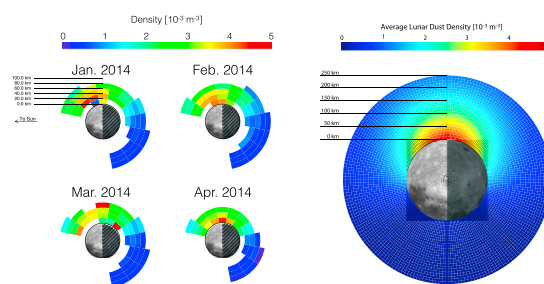 Density [10⁻³ m⁻³]
0 1 2 3 4 5
Jan. 2014
Feb. 2014
100.0 km
80.0 km
60.0 km
40.0 km
20.0 km
0.0 km
To Sun
Mar. 2014
Apr. 2014
Average Lunar Dust Density [10⁻³ m⁻³]
0 1 2 3 4
250 km
200 km
150 km
100 km
50 km
0 km